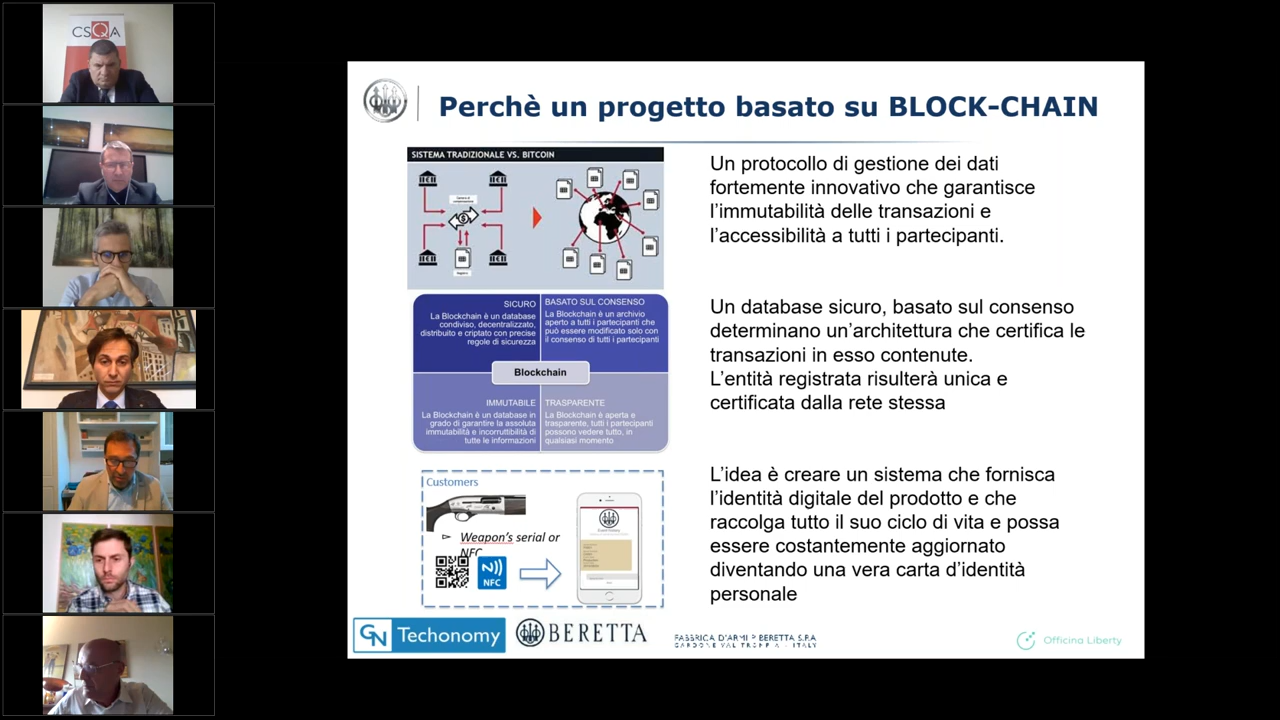 CSQA
Perchè un progetto basato su BLOCK-CHAIN
SISTEMA TRADIZIONALE VS. BITCOIN
Un protocollo di gestione dei dati
fortemente innovativo che garantisce
l’immutabilità delle transazioni e
l’accessibilità a tutti i partecipanti.
SICURO
La Blockchain è un database
condiviso, decentralizzato,
distribuito e criptato con precise
regole di sicurezza
BASATO SUL CONSENSO
La Blockchain è un archivio
aperto a tutti i partecipanti che
può essere modificato solo con
il consenso di tutti i partecipanti
Blockchain
IMMUTABILE
La Blockchain è un database in
grado di garantire la assoluta
immutabilità e incorruttibilità di
tutte le informazioni
TRASPARENTE
La Blockchain è aperta e
trasparente, tutti i partecipanti
possono vedere tutto, in
qualsiasi momento
Un database sicuro, basato sul consenso
determinano un’architettura che certifica le
transazioni in esso contenute.
L’entità registrata risulterà unica e
certificata dalla rete stessa
Customers
Weapon’s serial or
NFC
NFC
L’idea è creare un sistema che fornisca
l’identità digitale del prodotto e che
raccolga tutto il suo ciclo di vita e possa
essere costantemente aggiornato
diventando una vera carta d’identità
personale
GN Techonomy
BERETTA
FABBRICA D'ARMI P BERETTA S.P.A
GARDONE VAL TROMPIA - ITALY
Officina Liberty